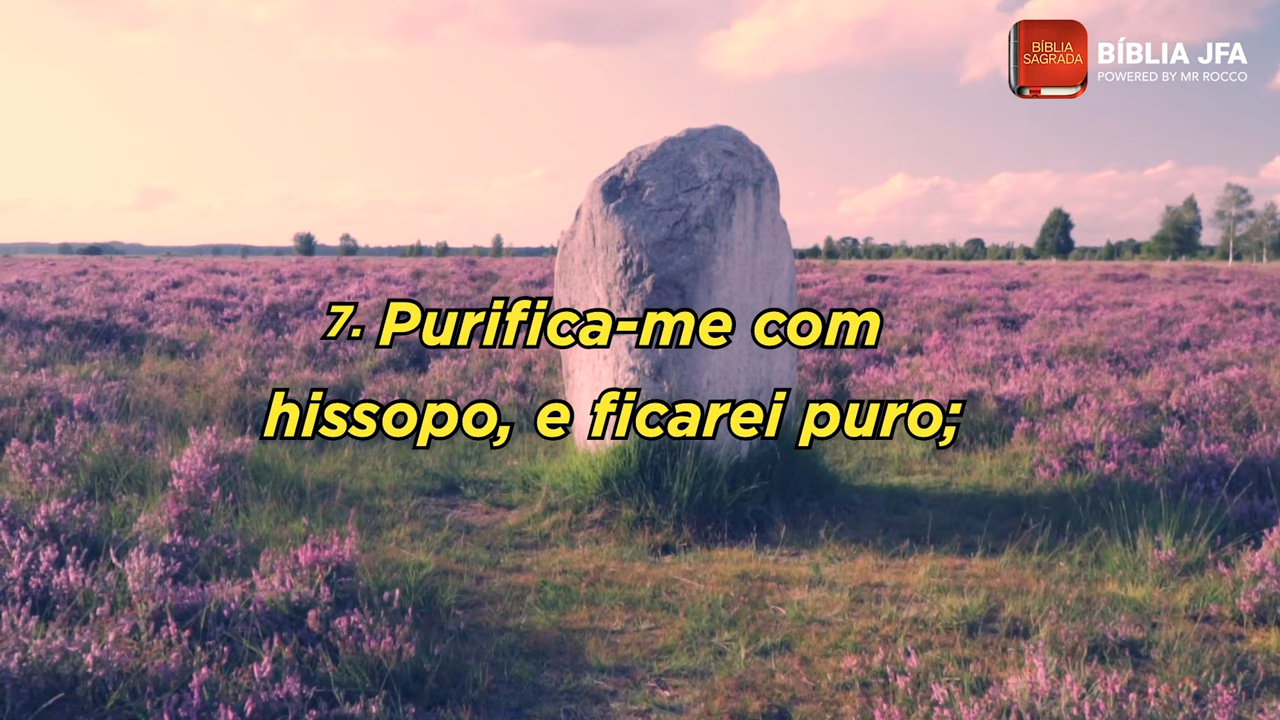 BÍBLIA
SAGRADA
BÍBLIA JFA
POWERED BY MR ROCCO
7. Purifica-me com
hissopo, e ficarei puro;